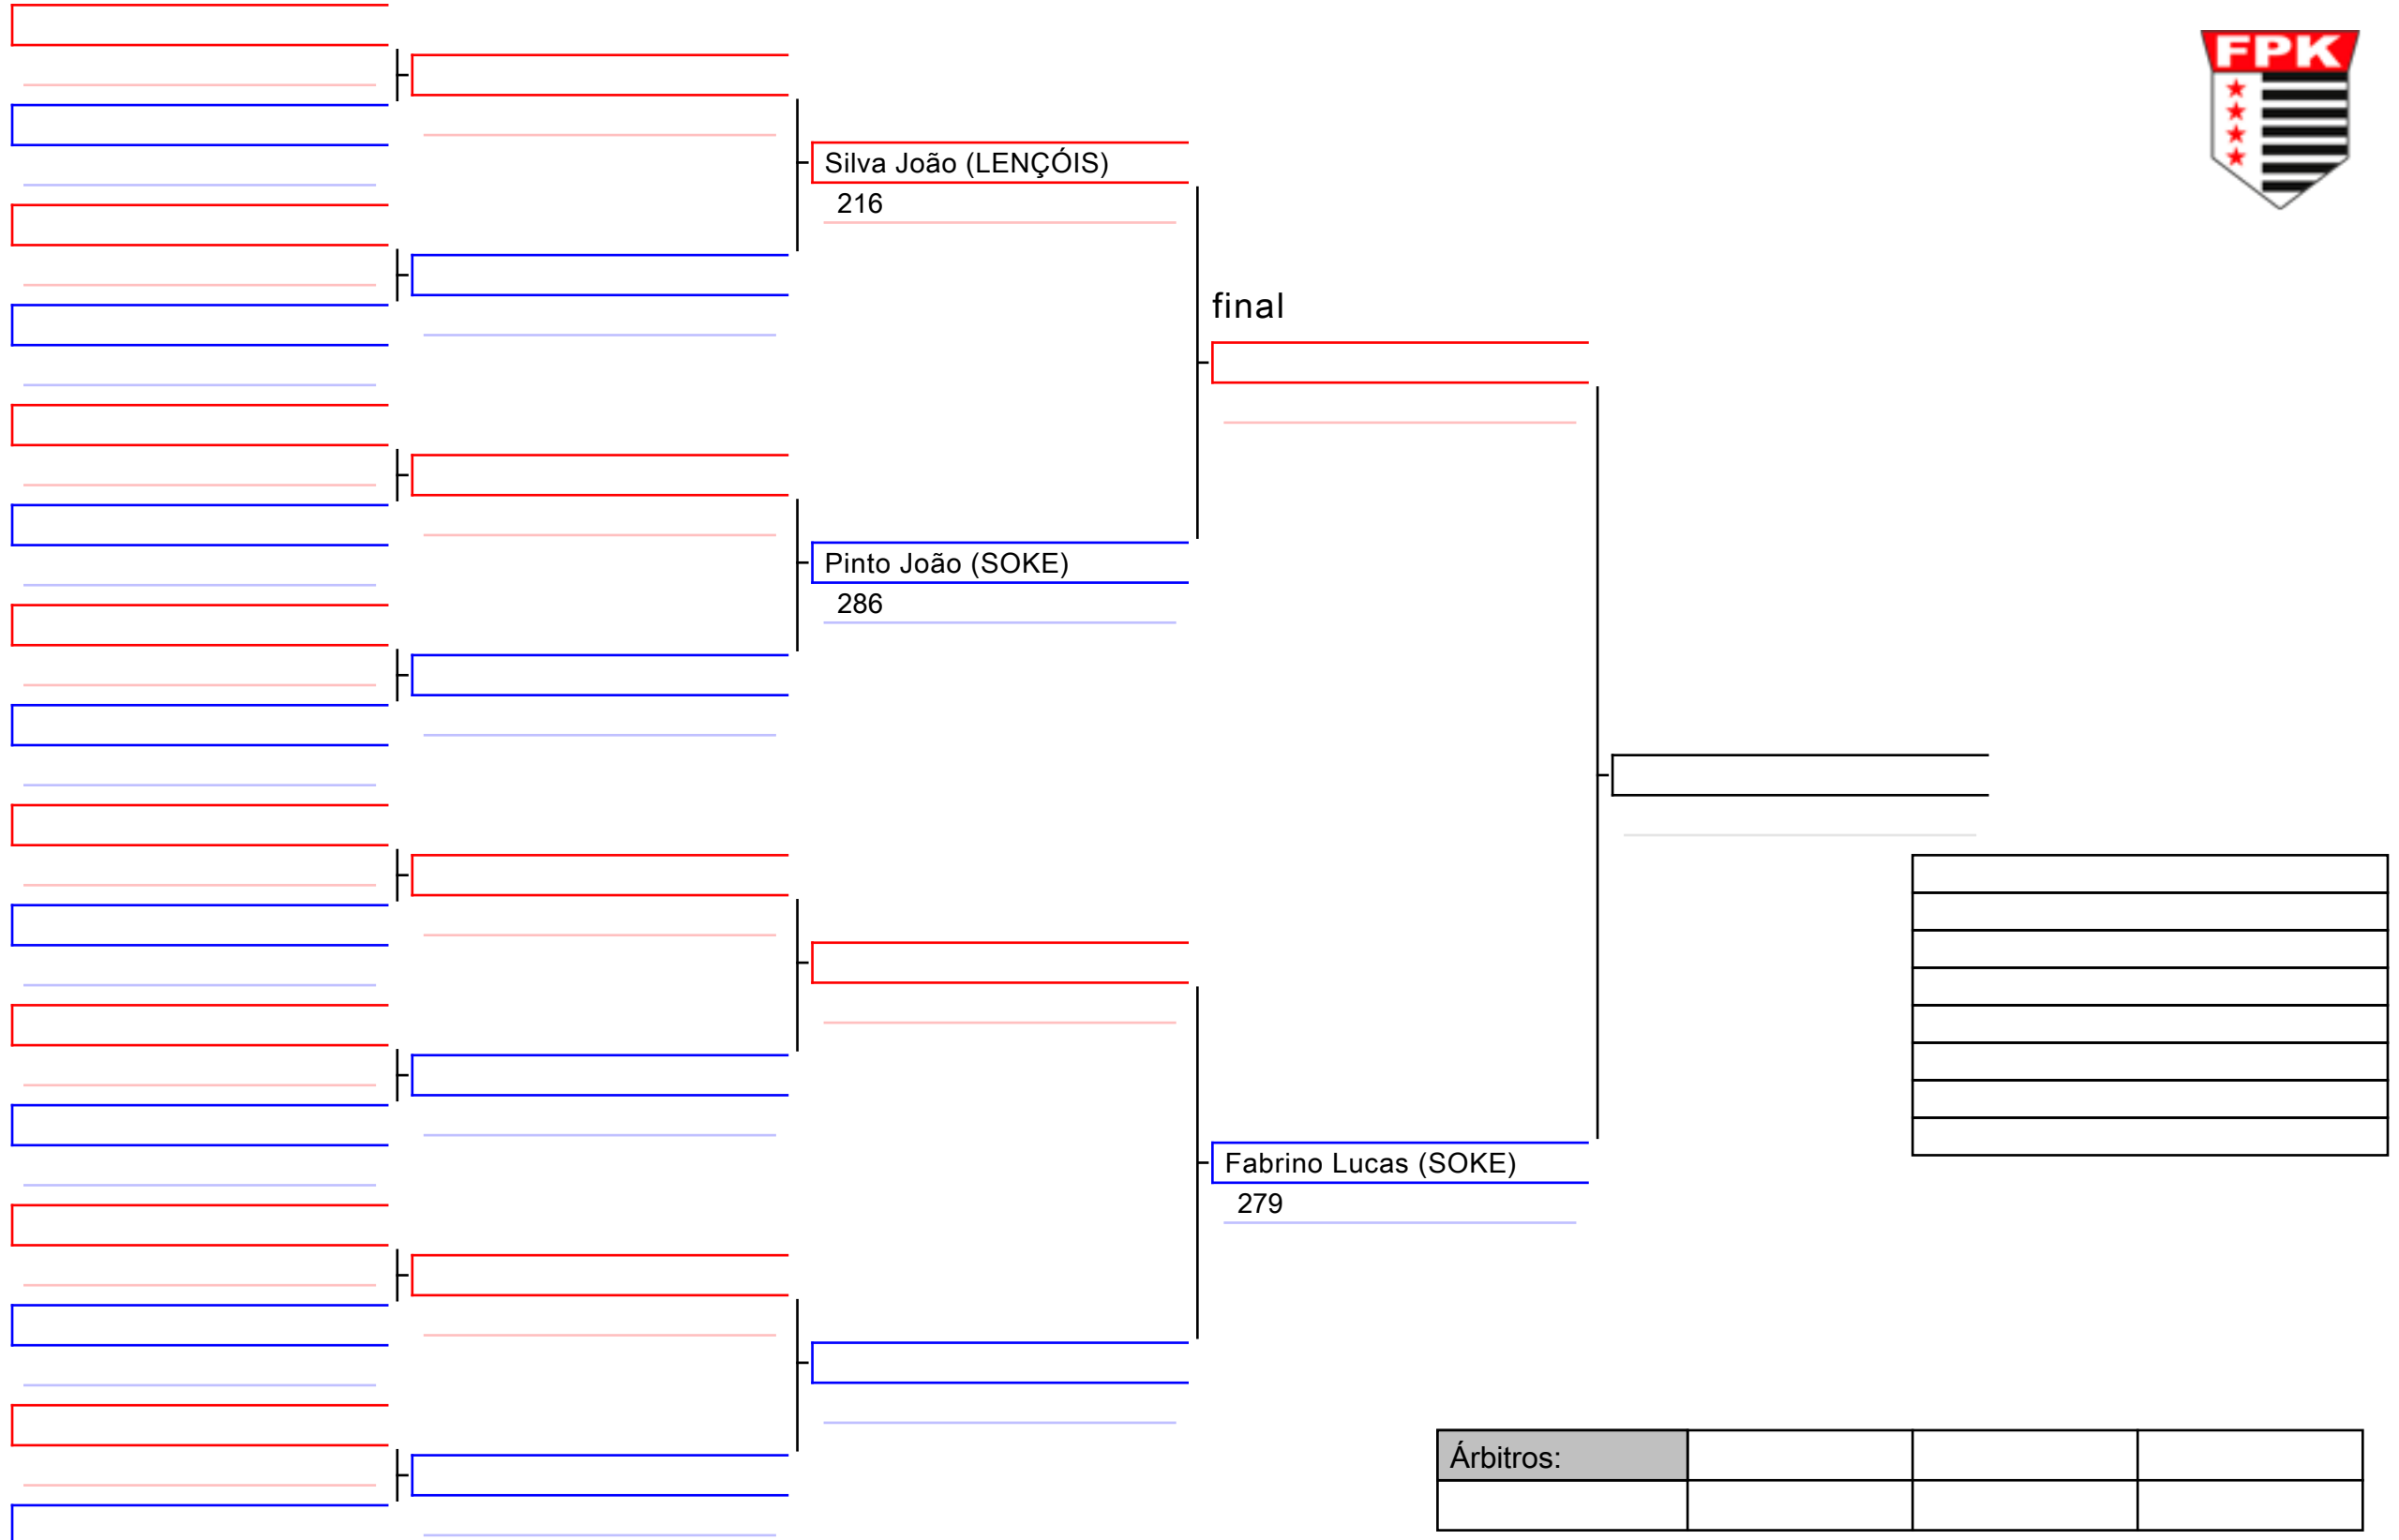 FPK
Silva João (LENÇÓIS)
216
final
Pinto João (SOKE)
286
Fabrino Lucas (SOKE)
279
Árbitros: